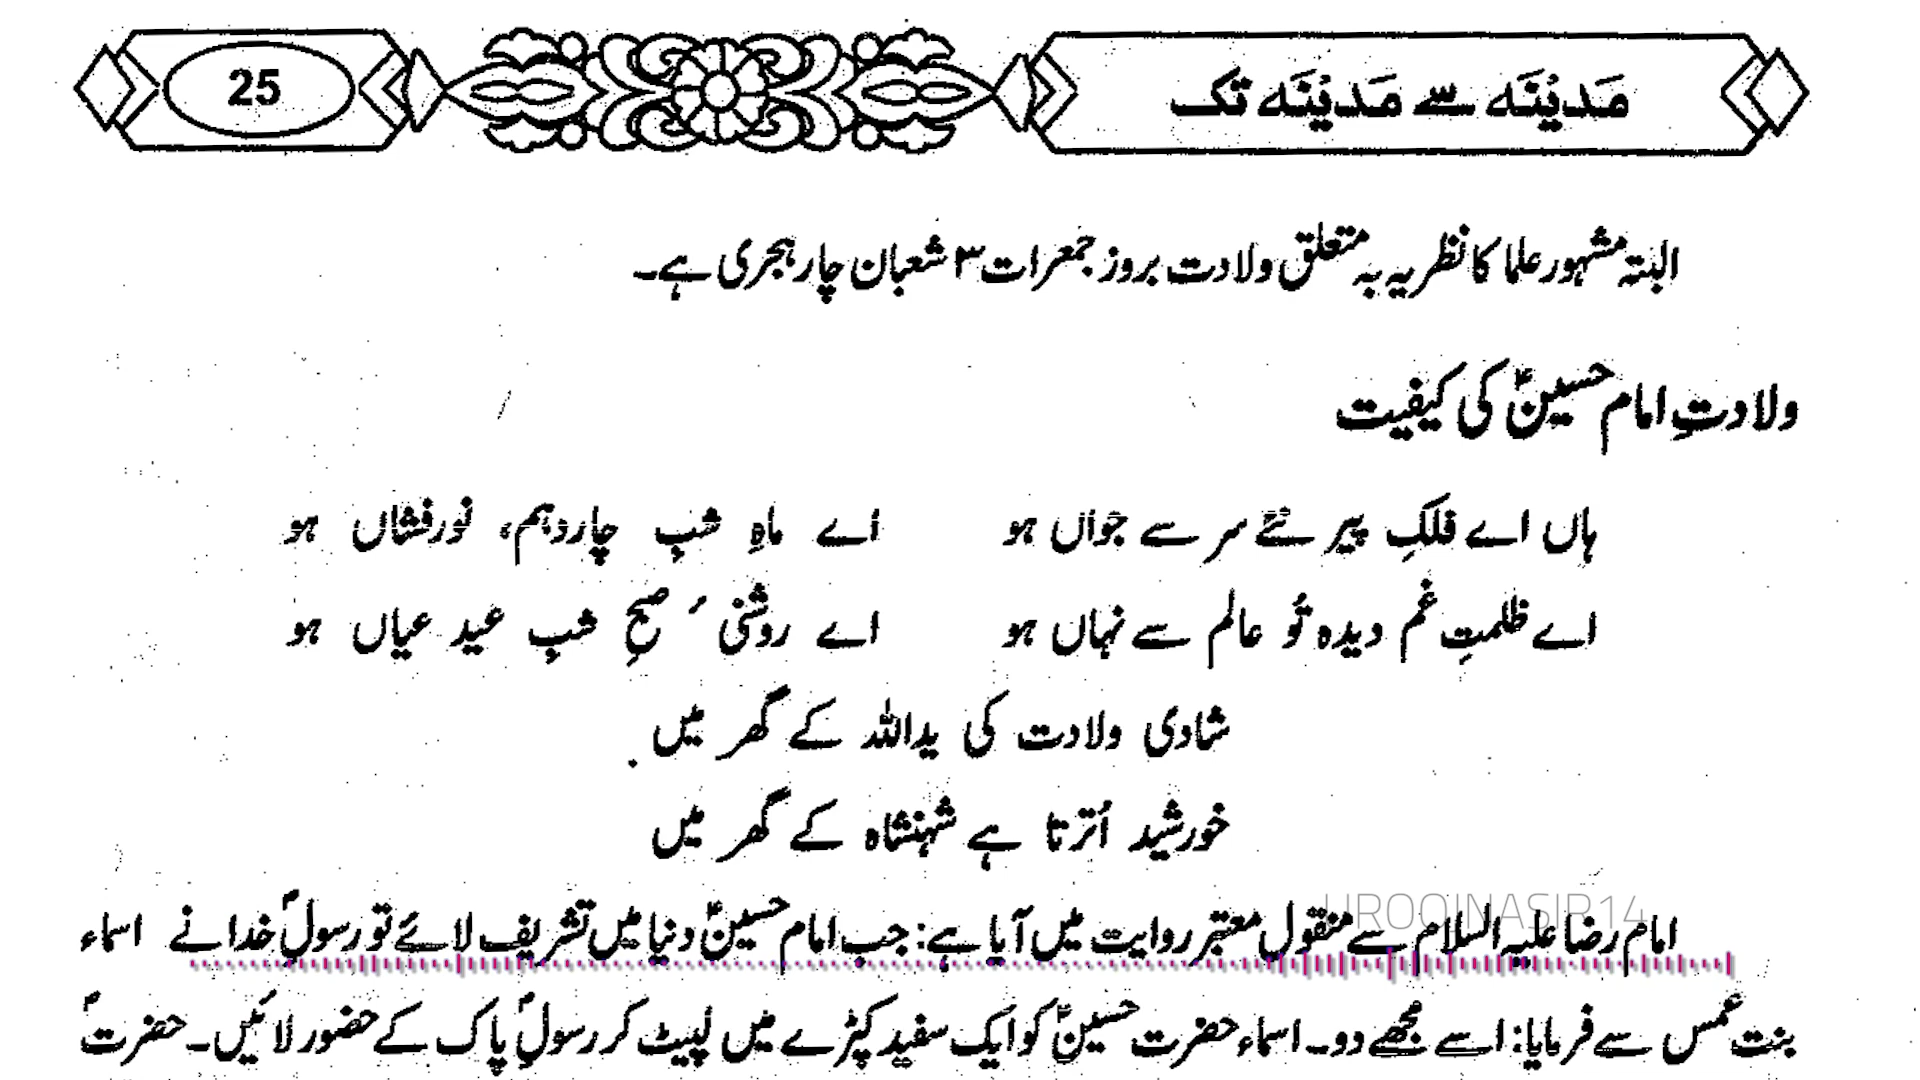 مَدیْنَہ سے مَدیْنَہ تک
25
البتہ مشہور علما کا نظریہ بہ متعلق ولادت بروز جمعرات ۳ شعبان چار ہجری ہے۔
ولادتِ امام حسینؑ کی کیفیت
ہاں اے فلکِ پیر نئے سر سے جواں ہو اے ماہِ شبِ چاردہم، نورفشاں ہو
اے ظلمتِ غم دیدہ تُو عالم سے نہاں ہو اے روشنیٔ صبحِ شبِ عید عیاں ہو
شادی ولادت کی یداللہ کے گھر میں
خورشید اُترتا ہے شہنشاہ کے گھر میں
UROOJNASIR14
امام رضا علیہ السلام سے منقول معتبر روایت میں آیا ہے: جب امام حسینؑ دنیا میں تشریف لائے تو رسولِؐ خدا نے اسماء
بنت عمس سے فرمایا: اسے مجھے دو۔ اسماء حضرت حسینؑ کو ایک سفید کپڑے میں لپیٹ کر رسولِؐ پاک کے حضور لائیں۔ حضرتؐ